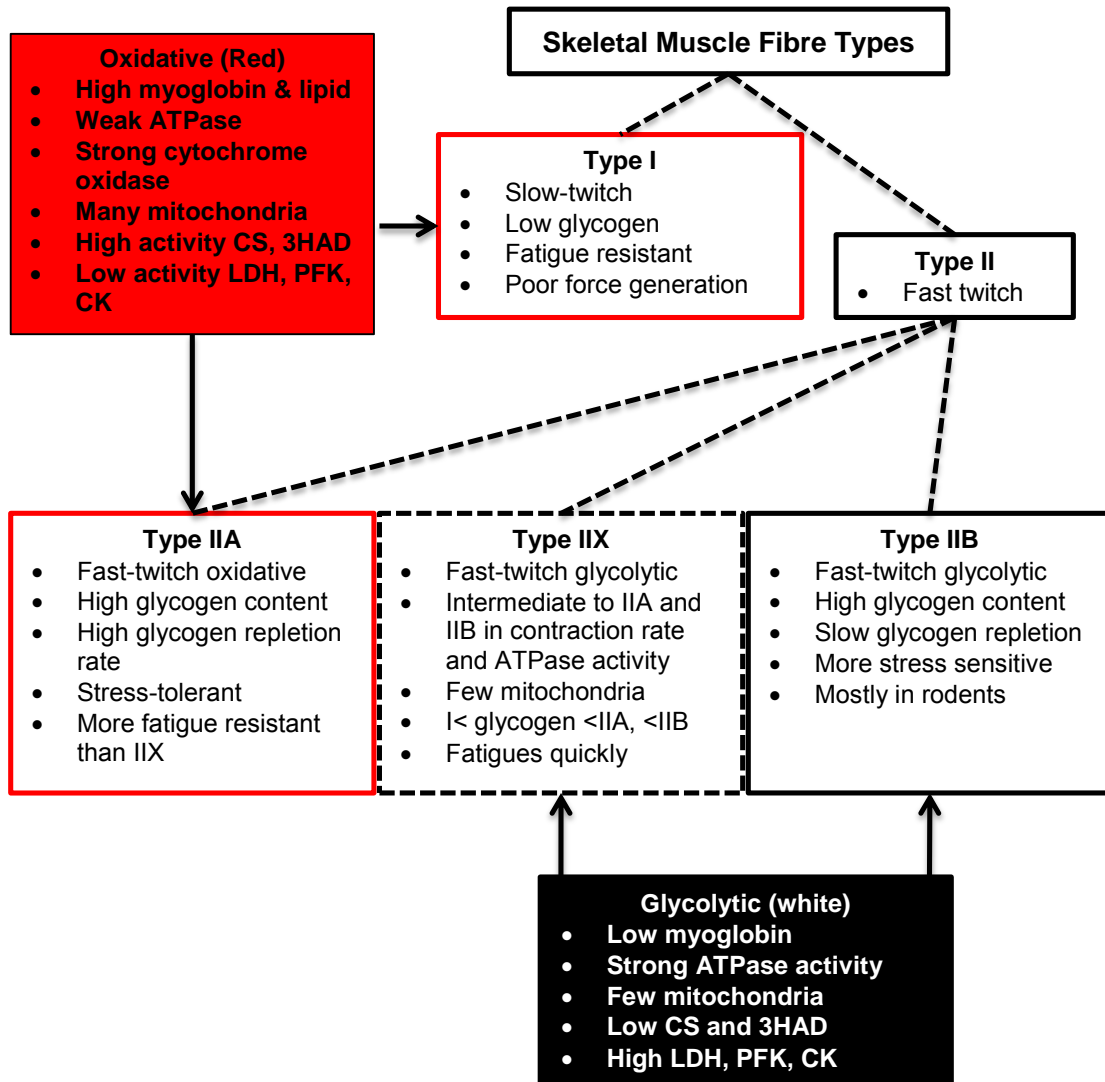 Skeletal Muscle Fibre Types
Oxidative (Red)
• High myoglobin & lipid
• Weak ATPase
• Strong cytochrome
oxidase
• Many mitochondria
• High activity CS, 3HAD
• Low activity LDH, PFK,
CK
Type I
• Slow-twitch
• Low glycogen
• Fatigue resistant
• Poor force generation
Type II
• Fast twitch
Type IIA
• Fast-twitch oxidative
• High glycogen content
• High glycogen repletion
rate
• Stress-tolerant
• More fatigue resistant
than IIX
Type IIX
• Fast-twitch glycolytic
• Intermediate to IIA and
IIB in contraction rate
and ATPase activity
• Few mitochondria
• I< glycogen <IIA, <IIB
• Fatigues quickly
Type IIB
• Fast-twitch glycolytic
• High glycogen content
• Slow glycogen repletion
• More stress sensitive
• Mostly in rodents
Glycolytic (white)
• Low myoglobin
• Strong ATPase activity
• Few mitochondria
• Low CS and 3HAD
• High LDH, PFK, CK